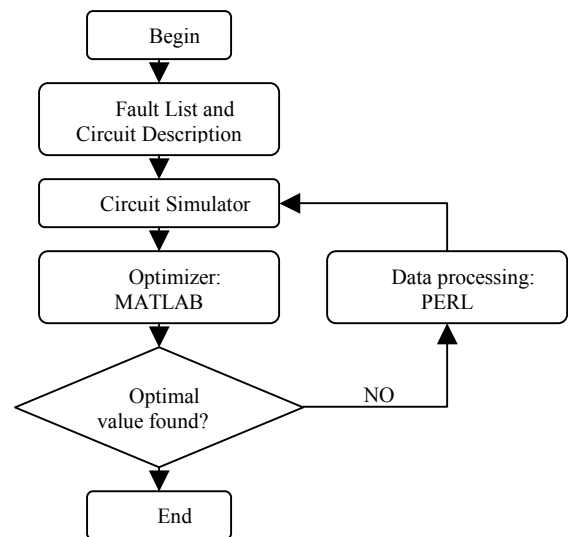 Begin
Fault List and
Circuit Description
Circuit Simulator
Optimizer:
MATLAB
Data processing:
PERL
Optimal
value found?
NO
End